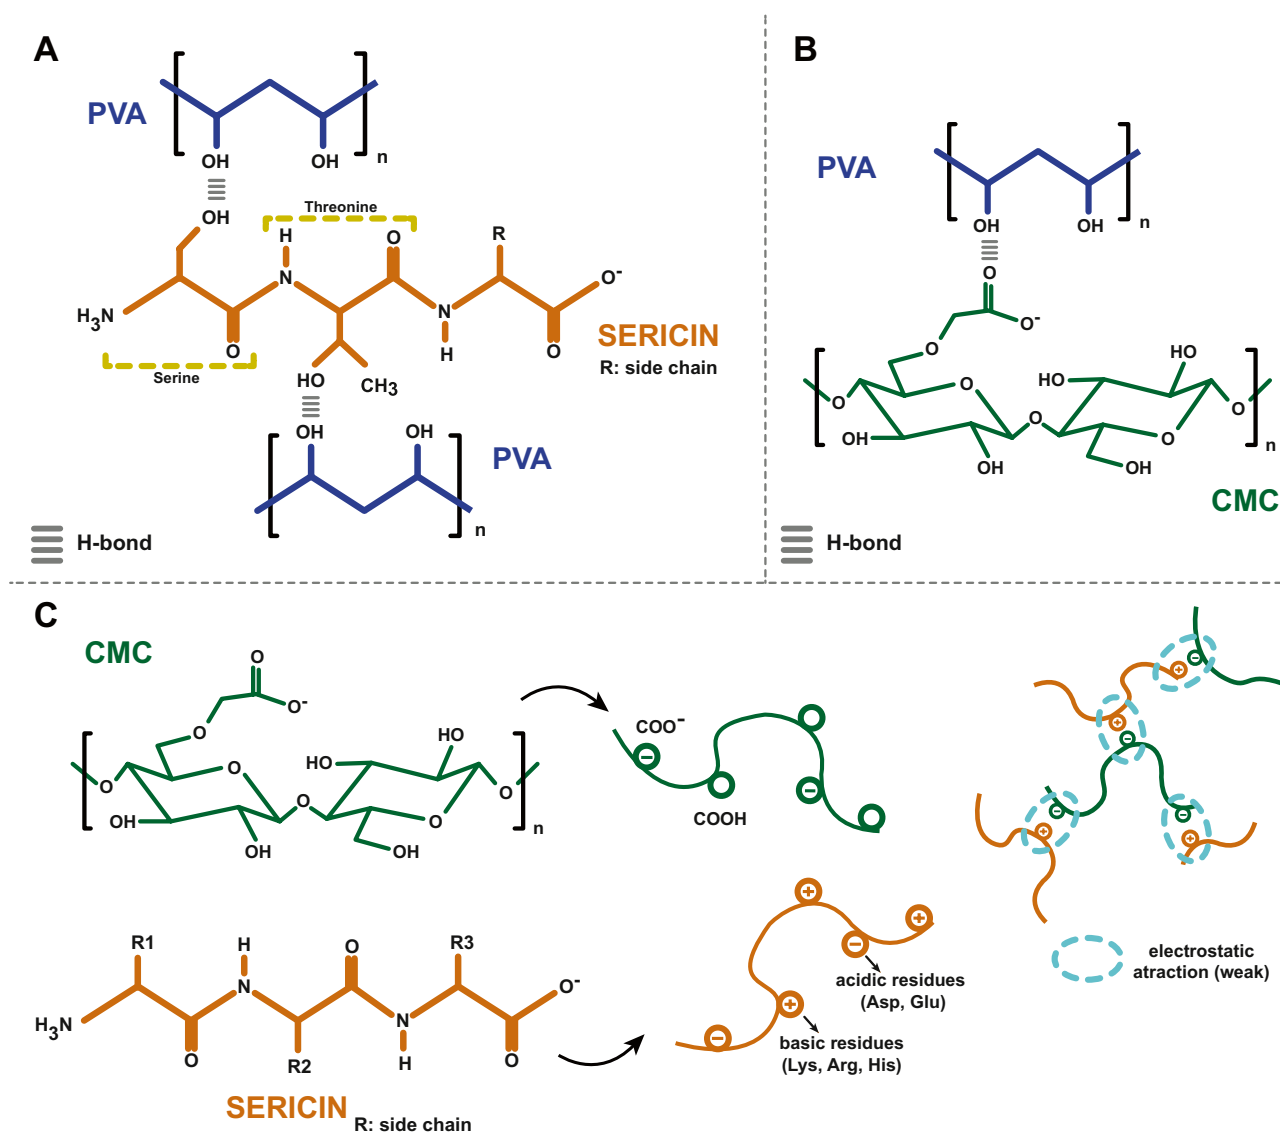 A
PVA
OH
OH
n
OH
Threonine
H
O
R
N
O-
H3N
N
O
H
O
Serine
SERICIN
R: side chain
HO
CH3
OH
OH
PVA
n
H-bond
B
PVA
OH
OH
n
O
O-
O
HO
HO
O
O
O
O
OH
O
OH
OH
n
CMC
H-bond
C
CMC
O
O-
O
HO
HO
O
O
O
O
OH
O
n
OH
OH
COO-
COOH
R1
H
O
R3
N
O-
H3N
N
O
R2
H
O
SERICIN
R: side chain
acidic residues
(Asp, Glu)
basic residues
(Lys, Arg, His)
electrostatic
atraction (weak)